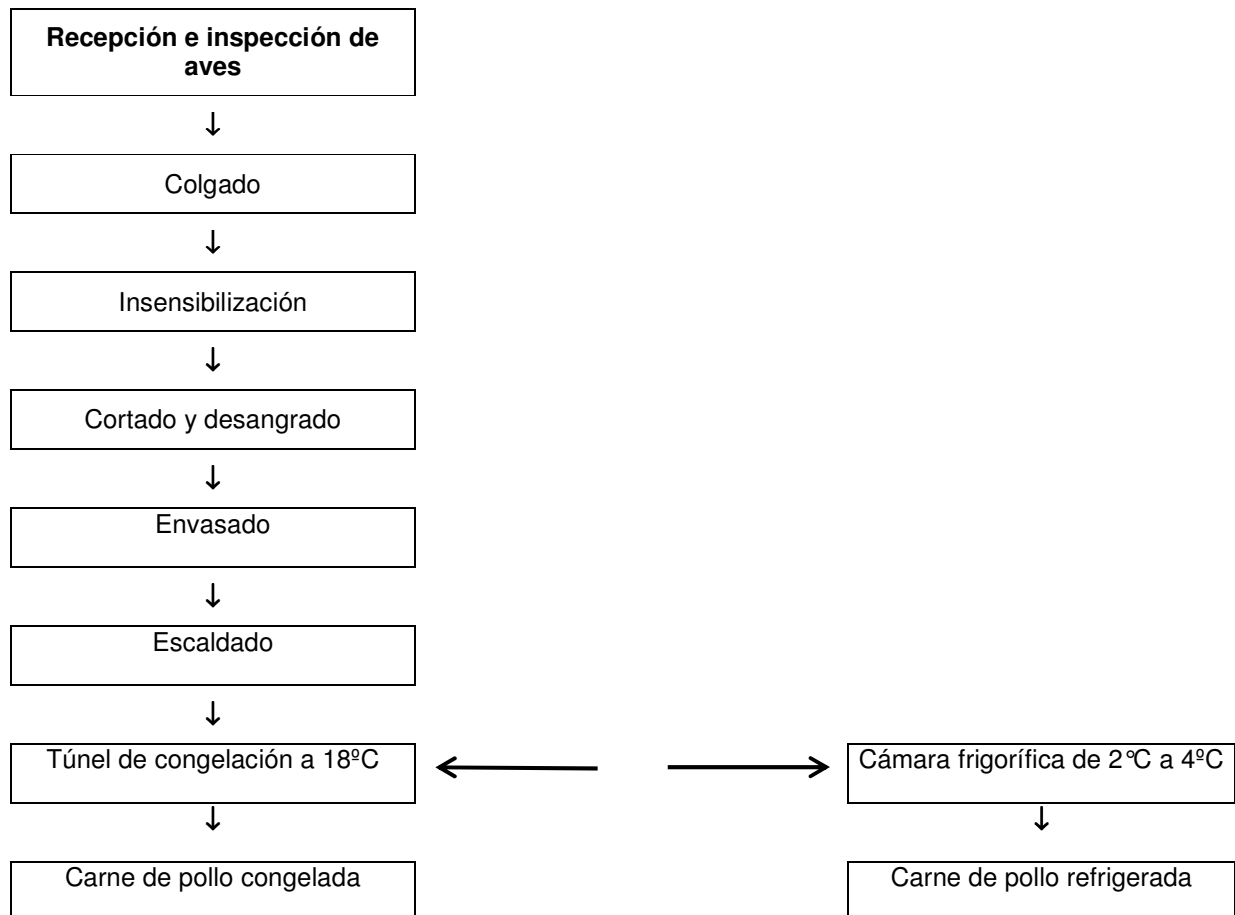 Recepción e inspección de
aves
↓
Colgado
↓
Insensibilización
↓
Cortado y desangrado
↓
Envasado
↓
Escaldado
↓
Túnel de congelación a 18ºC
Cámara frigorífica de 2°C a 4ºC
↓
↓
Carne de pollo congelada
Carne de pollo refrigerada